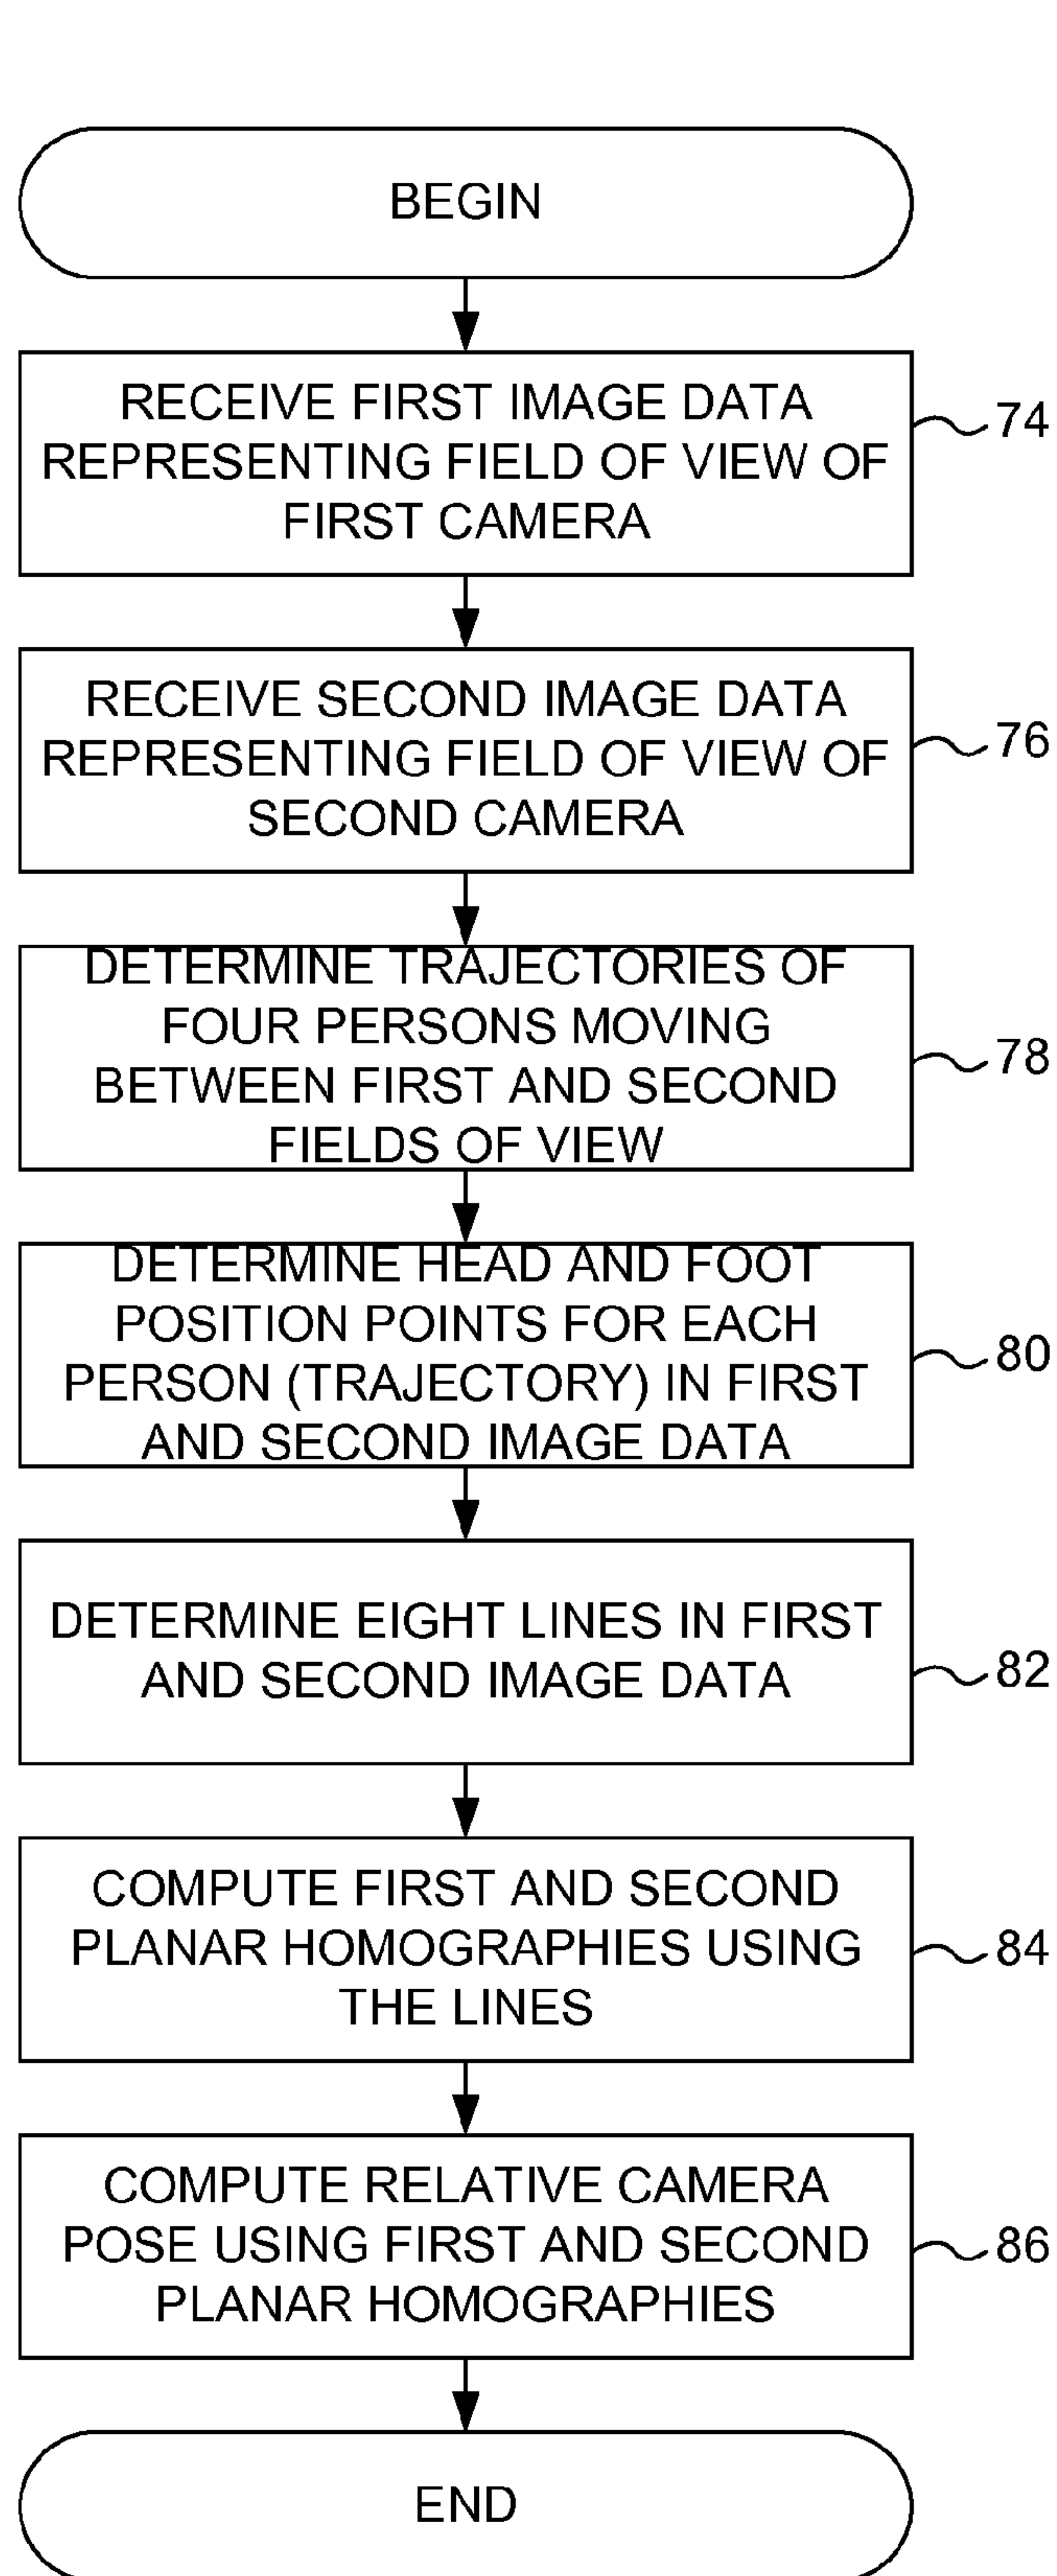 BEGIN
RECEIVE FIRST IMAGE DATA
REPRESENTING FIELD OF VIEW OF
FIRST CAMERA
74
RECEIVE SECOND IMAGE DATA
REPRESENTING FIELD OF VIEW OF
SECOND CAMERA
76
DETERMINE TRAJECTORIES OF
FOUR PERSONS MOVING
BETWEEN FIRST AND SECOND
FIELDS OF VIEW
78
DETERMINE HEAD AND FOOT
POSITION POINTS FOR EACH
PERSON (TRAJECTORY) IN FIRST
AND SECOND IMAGE DATA
80
DETERMINE EIGHT LINES IN FIRST
AND SECOND IMAGE DATA
82
COMPUTE FIRST AND SECOND
PLANAR HOMOGRAPHIES USING
THE LINES
84
COMPUTE RELATIVE CAMERA
POSE USING FIRST AND SECOND
PLANAR HOMOGRAPHIES
86
END